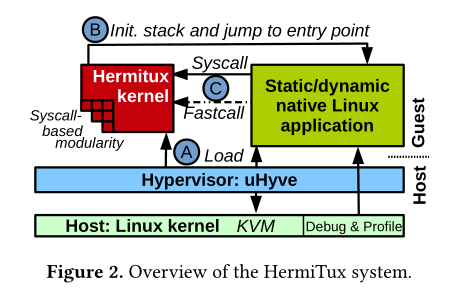 B Init. stack and jump to entry point
Hermitux
kernel
Syscall
C
Fastcall
Static/dynamic
native Linux
application
Syscall-
based
modularity
A Load
Guest
Host
Hypervisor: uHyve
Host: Linux kernel KVM
Debug & Profile
Figure 2. Overview of the HermiTux system.